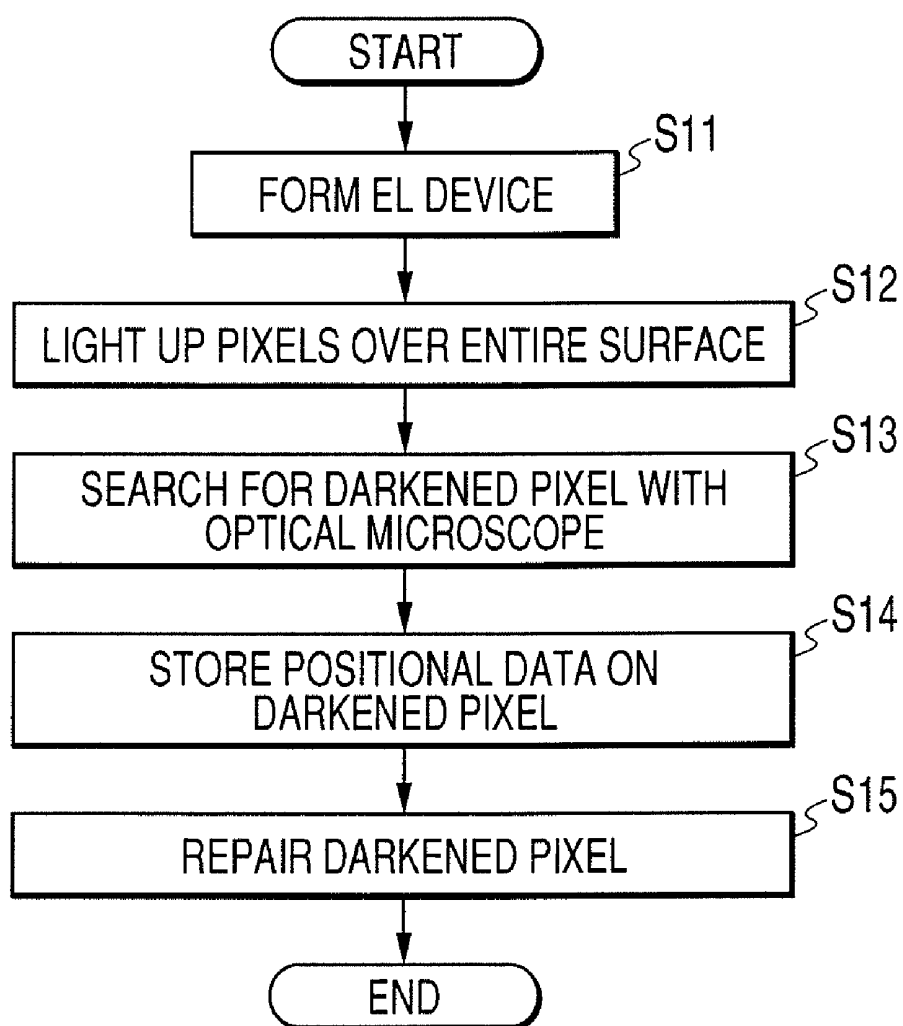 START
S11
FORM EL DEVICE
S12
LIGHT UP PIXELS OVER ENTIRE SURFACE
S13
SEARCH FOR DARKENED PIXEL WITH
OPTICAL MICROSCOPE
S14
STORE POSITIONAL DATA ON
DARKENED PIXEL
S15
REPAIR DARKENED PIXEL
END